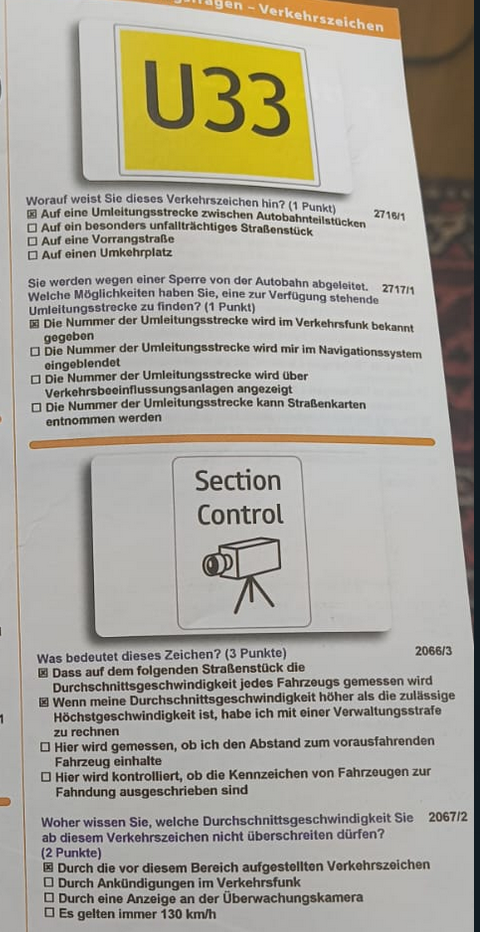 – Verkehrszeichen
U33
Worauf weist Sie dieses Verkehrszeichen hin? (1 Punkt) 2716/1
☒ Auf eine Umleitungsstrecke zwischen Autobahnteilstücken
☐ Auf ein besonders unfallträchtiges Straßenstück
☐ Auf eine Vorrangstraße
☐ Auf einen Umkehrplatz
Sie werden wegen einer Sperre von der Autobahn abgeleitet. 2717/1
Welche Möglichkeiten haben Sie, eine zur Verfügung stehende
Umleitungsstrecke zu finden? (1 Punkt)
☒ Die Nummer der Umleitungsstrecke wird im Verkehrsfunk bekannt
gegeben
☐ Die Nummer der Umleitungsstrecke wird mir im Navigationssystem
eingeblendet
☐ Die Nummer der Umleitungsstrecke wird über
Verkehrsbeeinflussungsanlagen angezeigt
☐ Die Nummer der Umleitungsstrecke kann Straßenkarten
entnommen werden
Section
Control
Was bedeutet dieses Zeichen? (3 Punkte) 2066/3
☒ Dass auf dem folgenden Straßenstück die
Durchschnittsgeschwindigkeit jedes Fahrzeugs gemessen wird
☒ Wenn meine Durchschnittsgeschwindigkeit höher als die zulässige
Höchstgeschwindigkeit ist, habe ich mit einer Verwaltungsstrafe
zu rechnen
☐ Hier wird gemessen, ob ich den Abstand zum vorausfahrenden
Fahrzeug einhalte
☐ Hier wird kontrolliert, ob die Kennzeichen von Fahrzeugen zur
Fahndung ausgeschrieben sind
Woher wissen Sie, welche Durchschnittsgeschwindigkeit Sie 2067/2
ab diesem Verkehrszeichen nicht überschreiten dürfen?
(2 Punkte)
☒ Durch die vor diesem Bereich aufgestellten Verkehrszeichen
☐ Durch Ankündigungen im Verkehrsfunk
☐ Durch eine Anzeige an der Überwachungskamera
☐ Es gelten immer 130 km/h